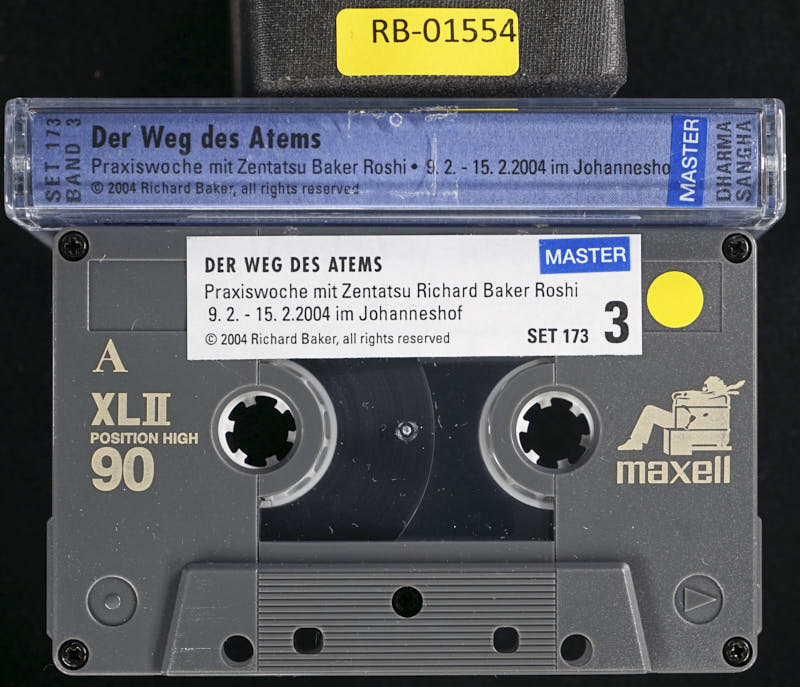 RB-01554
SET 173
BAND 3
Der Weg des Atems
Praxiswoche mit Zentatsu Baker Roshi • 9. 2. - 15. 2.2004 im Johannesho
© 2004 Richard Baker, all rights reserved
MASTER
DHARMA
SANGHA
DER WEG DES ATEMS
MASTER
Praxiswoche mit Zentatsu Richard Baker Roshi
9. 2. - 15. 2.2004 im Johanneshof
© 2004 Richard Baker, all rights reserved
SET 173 3
A
XLII
POSITION HIGH
90
maxell